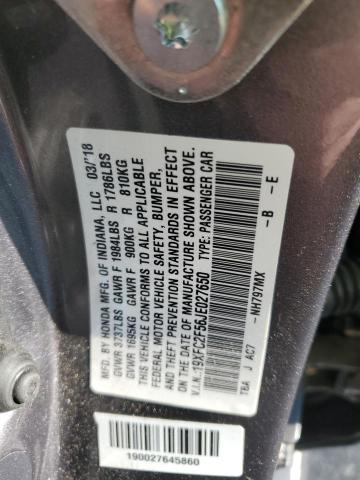 MFD. BY HONDA MFG. OF INDIANA, LLC 03/'18
GVWR 3737LBS GAWR F 1984LBS R 1786LBS
GVWR 1695KG GAWR F 900KG R 810KG
THIS VEHICLE CONFORMS TO ALL APPLICABLE
FEDERAL MOTOR VEHICLE SAFETY, BUMPER,
AND THEFT PREVENTION STANDARDS IN EFFECT
ON THE DATE OF MANUFACTURE SHOWN ABOVE.
V.I.N.:19XFC2F56JE027650 TYPE: PASSENGER CAR
TBA J AC7 -NH797MX -B -E
190027645860